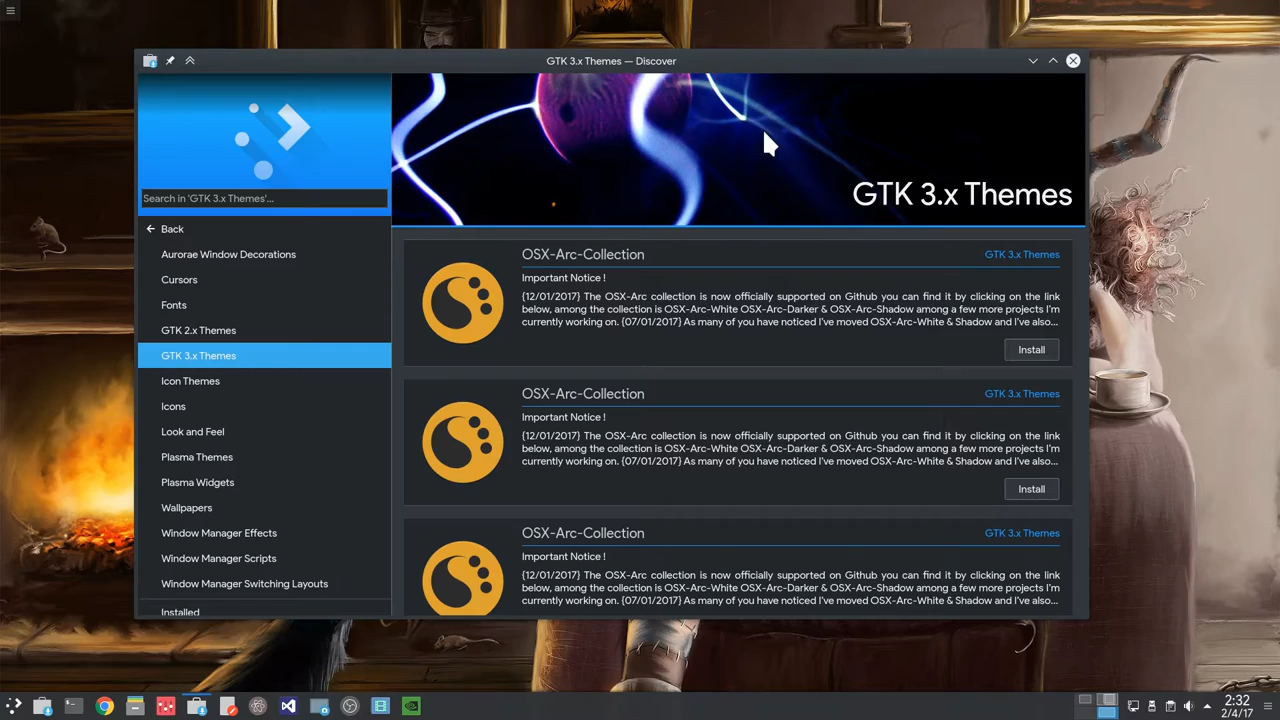 GTK 3.x Themes — Discover
GTK 3.x Themes
Search in 'GTK 3.x Themes'...
Back
Aurorae Window Decorations
Cursors
Fonts
GTK 2.x Themes
GTK 3.x Themes
Icon Themes
Icons
Look and Feel
Plasma Themes
Plasma Widgets
Wallpapers
Window Manager Effects
Window Manager Scripts
Window Manager Switching Layouts
Installed
OSX-Arc-Collection
GTK 3.x Themes
Important Notice !
{12/01/2017} The OSX-Arc collection is now officially supported on Github you can find it by clicking on the link
below, among the collection is OSX-Arc-White OSX-Arc-Darker & OSX-Arc-Shadow among a few more projects I'm
currently working on. {07/01/2017} As many of you have noticed I've moved OSX-Arc-White & Shadow and I've also...
Install
OSX-Arc-Collection
GTK 3.x Themes
Important Notice !
{12/01/2017} The OSX-Arc collection is now officially supported on Github you can find it by clicking on the link
below, among the collection is OSX-Arc-White OSX-Arc-Darker & OSX-Arc-Shadow among a few more projects I'm
currently working on. {07/01/2017} As many of you have noticed I've moved OSX-Arc-White & Shadow and I've also...
Install
OSX-Arc-Collection
GTK 3.x Themes
Important Notice !
{12/01/2017} The OSX-Arc collection is now officially supported on Github you can find it by clicking on the link
below, among the collection is OSX-Arc-White OSX-Arc-Darker & OSX-Arc-Shadow among a few more projects I'm
currently working on. {07/01/2017} As many of you have noticed I've moved OSX-Arc-White & Shadow and I've also...
2:32
2/4/17